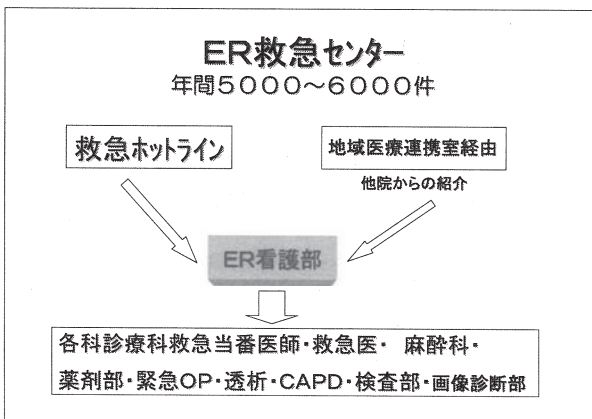 ER救急センター
年間5000~6000件
救急ホットライン
地域医療連携室経由
他院からの紹介
ER看護部
各科診療科救急当番医師・救急医・ 麻酔科・
薬剤部・緊急OP・透析・CAPD・検査部・画像診断部